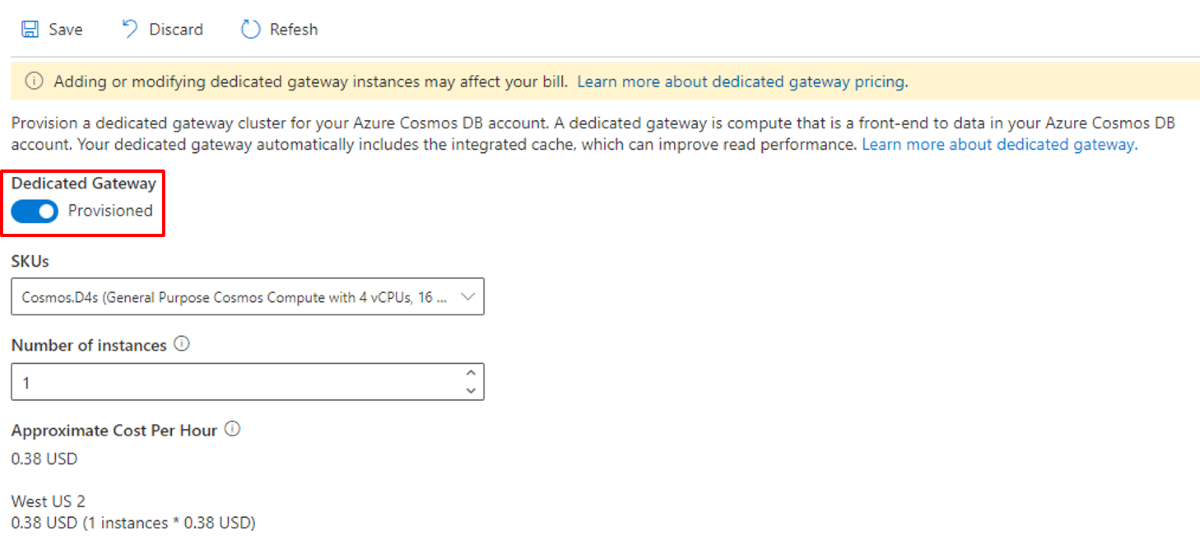 Save Discard Refesh
Adding or modifying dedicated gateway instances may affect your bill. Learn more about dedicated gateway pricing.
Provision a dedicated gateway cluster for your Azure Cosmos DB account. A dedicated gateway is compute that is a front-end to data in your Azure Cosmos DB
account. Your dedicated gateway automatically includes the integrated cache, which can improve read performance. Learn more about dedicated gateway.
Dedicated Gateway
Provisioned
SKUs
Cosmos.D4s (General Purpose Cosmos Compute with 4 vCPUs, 16 ...
Number of instances
1
Approximate Cost Per Hour
0.38 USD
West US 2
0.38 USD (1 instances * 0.38 USD)